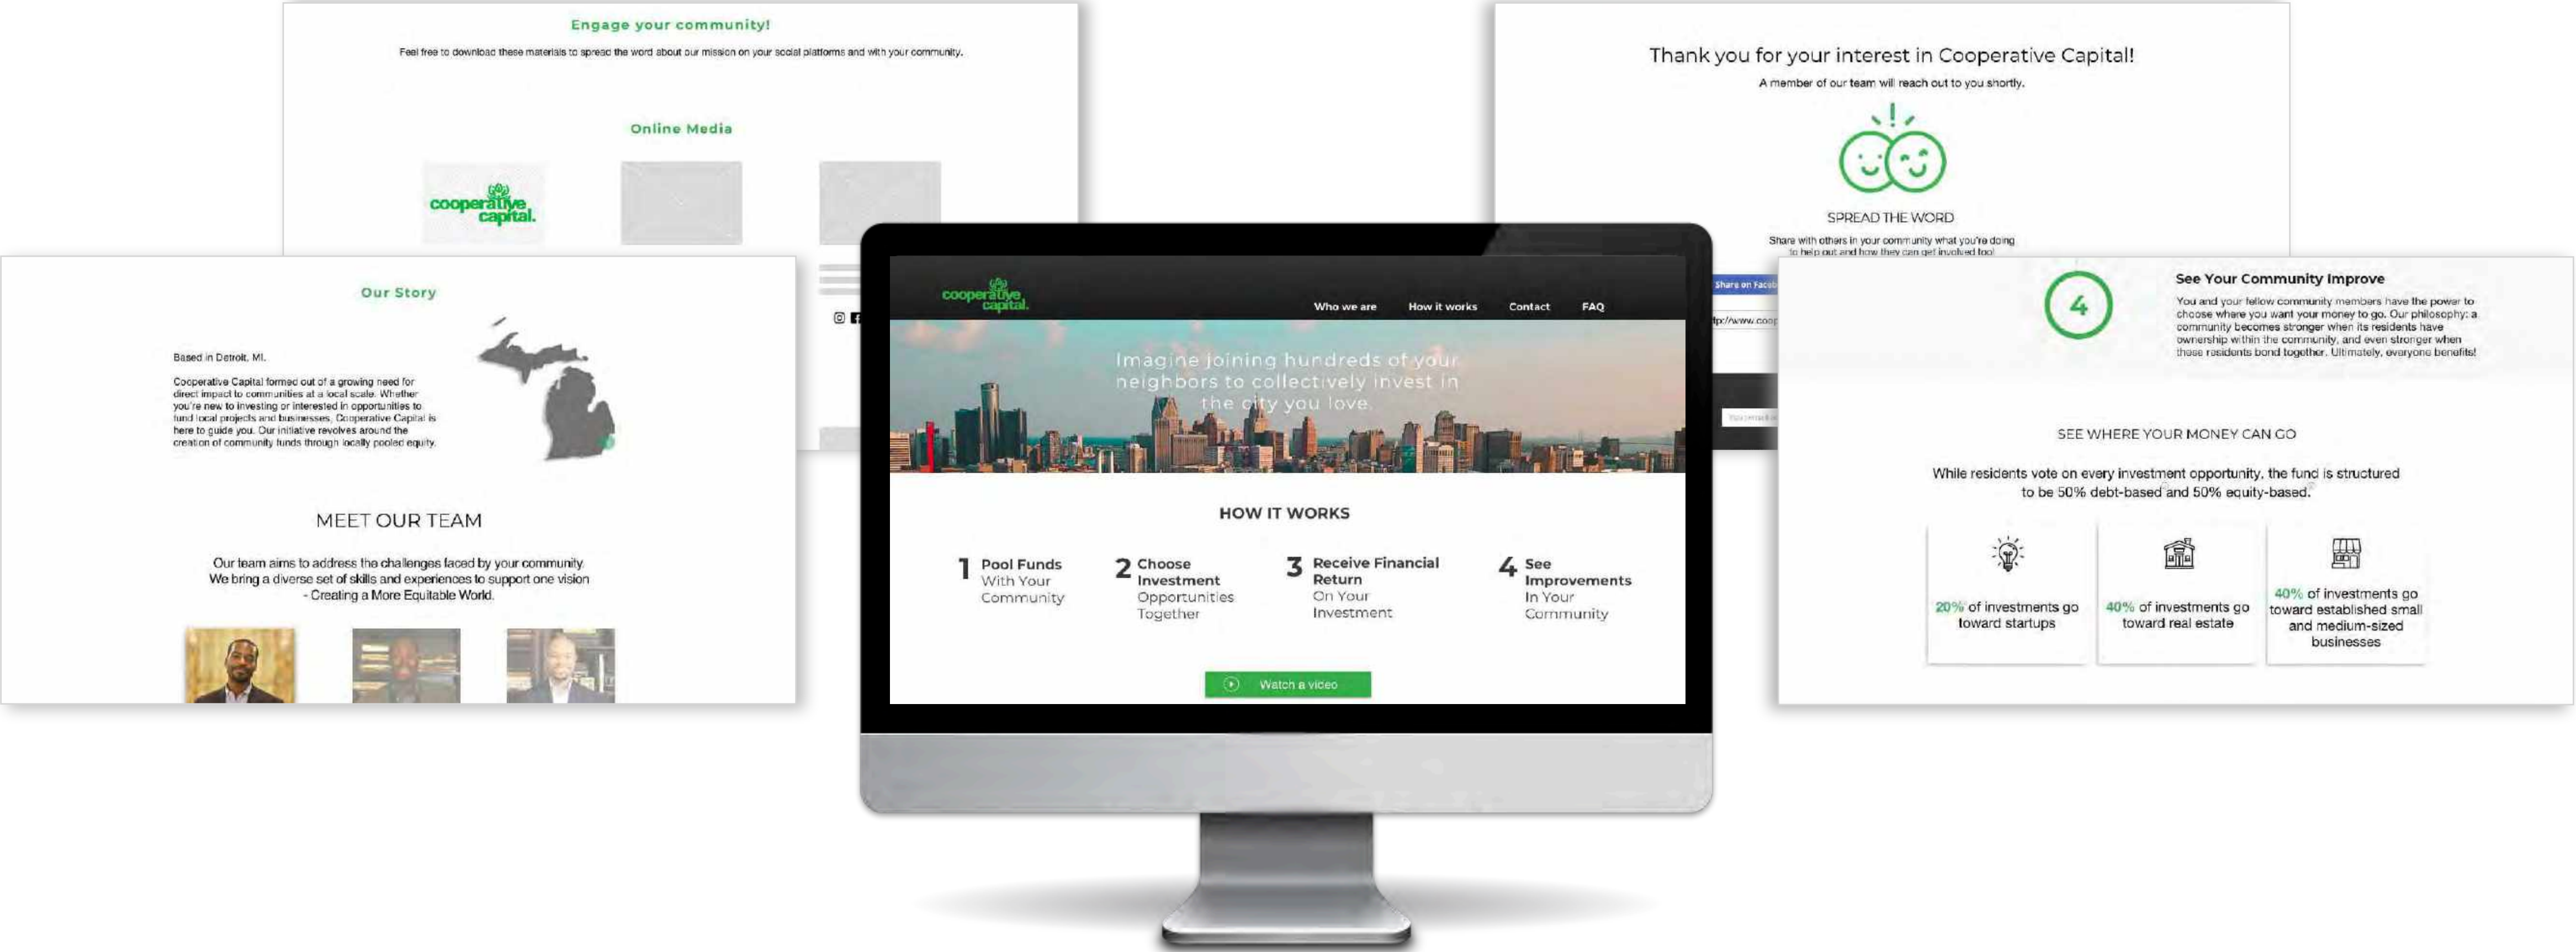 Engage your community!
Feel free to download these materials to spread the word about our mission on your social platforms and with your community.
Online Media
cooperative
capital.
Thank you for your interest in Cooperative Capital!
A member of our team will reach out to you shortly.
SPREAD THE WORD
Share with others in your community what you're doing
to help out and how they can get involved too!
Share on Faceb
tp://www.coop
Our Story
Based in Detroit, MI.
Cooperative Capital formed out of a growing need for
direct impact to communities at a local scale. Whether
you're new to investing or interested in opportunities to
fund local projects and businesses, Cooperative Capital is
here to guide you. Our initiative revolves around the
creation of community funds through locally pooled equity.
MEET OUR TEAM
Our team aims to address the challenges faced by your community.
We bring a diverse set of skills and experiences to support one vision
- Creating a More Equitable World.
cooperative
capital.
Who we are
How it works
Contact
FAQ
Imagine joining hundreds of your
neighbors to collectively invest in
the city you love.
HOW IT WORKS
1 Pool Funds
With Your
Community
2 Choose
Investment
Opportunities
Together
3 Receive Financial
Return
On Your
Investment
4 See
Improvements
In Your
Community
Watch a video
4
See Your Community Improve
You and your fellow community members have the power to
choose where you want your money to go. Our philosophy: a
community becomes stronger when its residents have
ownership within the community, and even stronger when
those residents bond together. Ultimately, everyone benefits!
SEE WHERE YOUR MONEY CAN GO
While residents vote on every investment opportunity, the fund is structured
to be 50% debt-based and 50% equity-based.
20% of investments go
toward startups
40% of investments go
toward real estate
40% of investments go
toward established small
and medium-sized
businesses